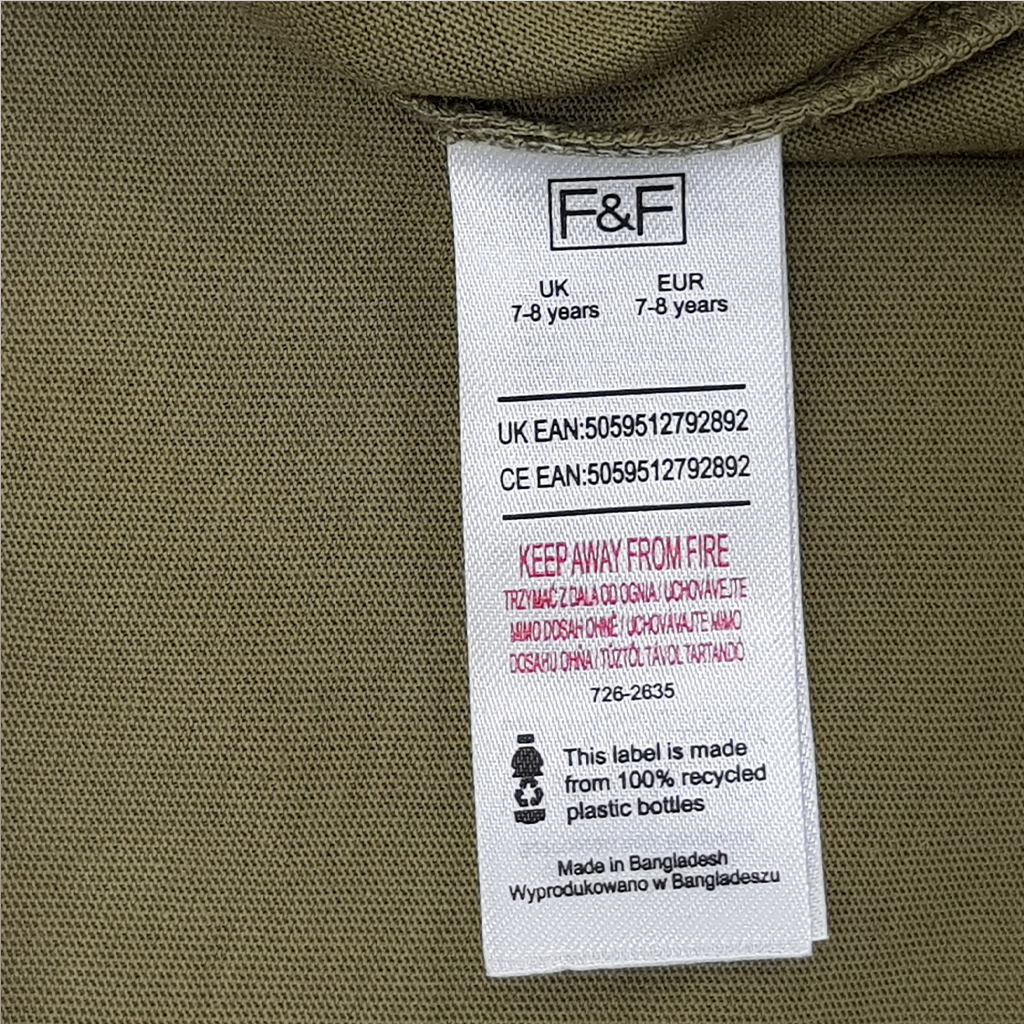 F&F
UK EUR
7-8 years 7-8 years
UK EAN:5059512792892
CE EAN:5059512792892
KEEP AWAY FROM FIRE
TRZYMAĆ Z DALA OD OGNIA / UCHOVÁVEJTE
MIMO DOSAH OHNĚ / UCHOVÁVAJTE MIMO
DOSAHU OHŇA / TŰZTŐL TÁVOL TARTANDÓ
726-2635
This label is made
from 100% recycled
plastic bottles
Made in Bangladesh
Wyprodukowano w Bangladeszu